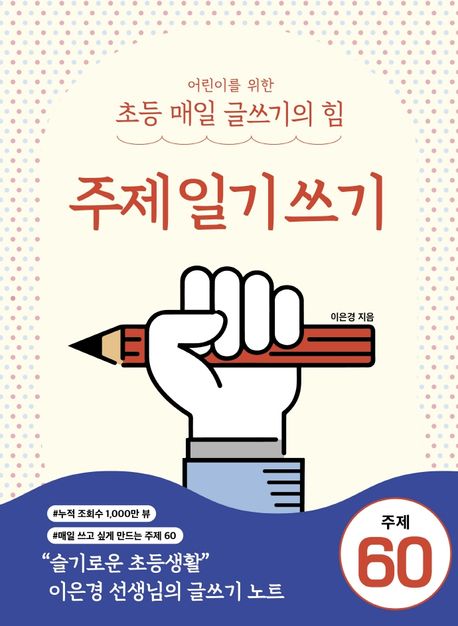 어린이를 위한
초등 매일 글쓰기의 힘
주제 일기 쓰기
이은경 지음
#누적 조회수 1,000만 뷰
#매일 쓰고 싶게 만드는 주제 60
“슬기로운 초등생활”
이은경 선생님의 글쓰기 노트
주제
60